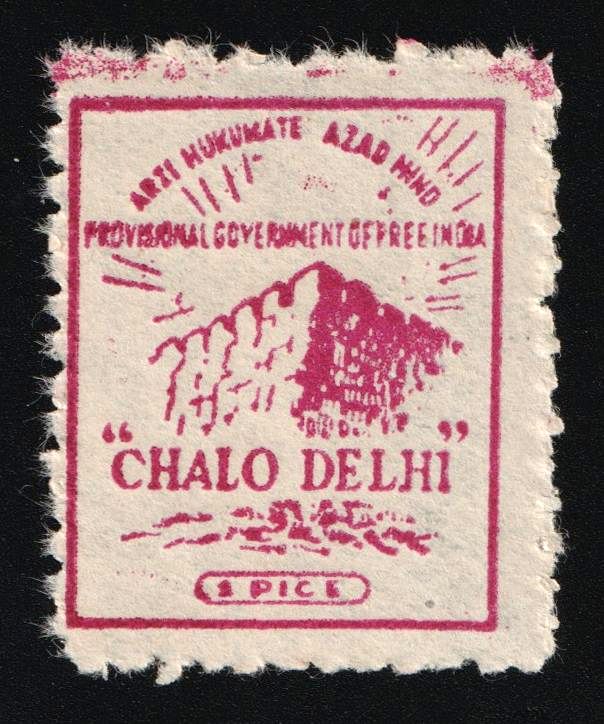 ARZI HUKUMATE AZAD HIND
PROVISIONAL GOVERNMENT OF FREE INDIA
"CHALO DELHI"
PICE